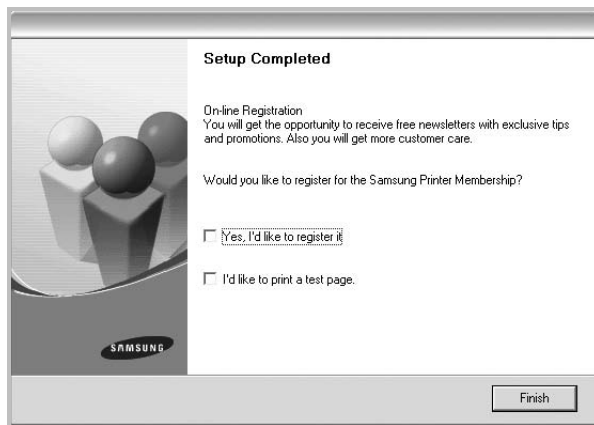 Setup Completed
On-line Registration
You will get the opportunity to receive free newsletters with exclusive tips
and promotions. Also you will get more customer care.
Would you like to register for the Samsung Printer Membership?
Yes, I'd like to register it
I'd like to print a test page.
SAMSUNG
Finish